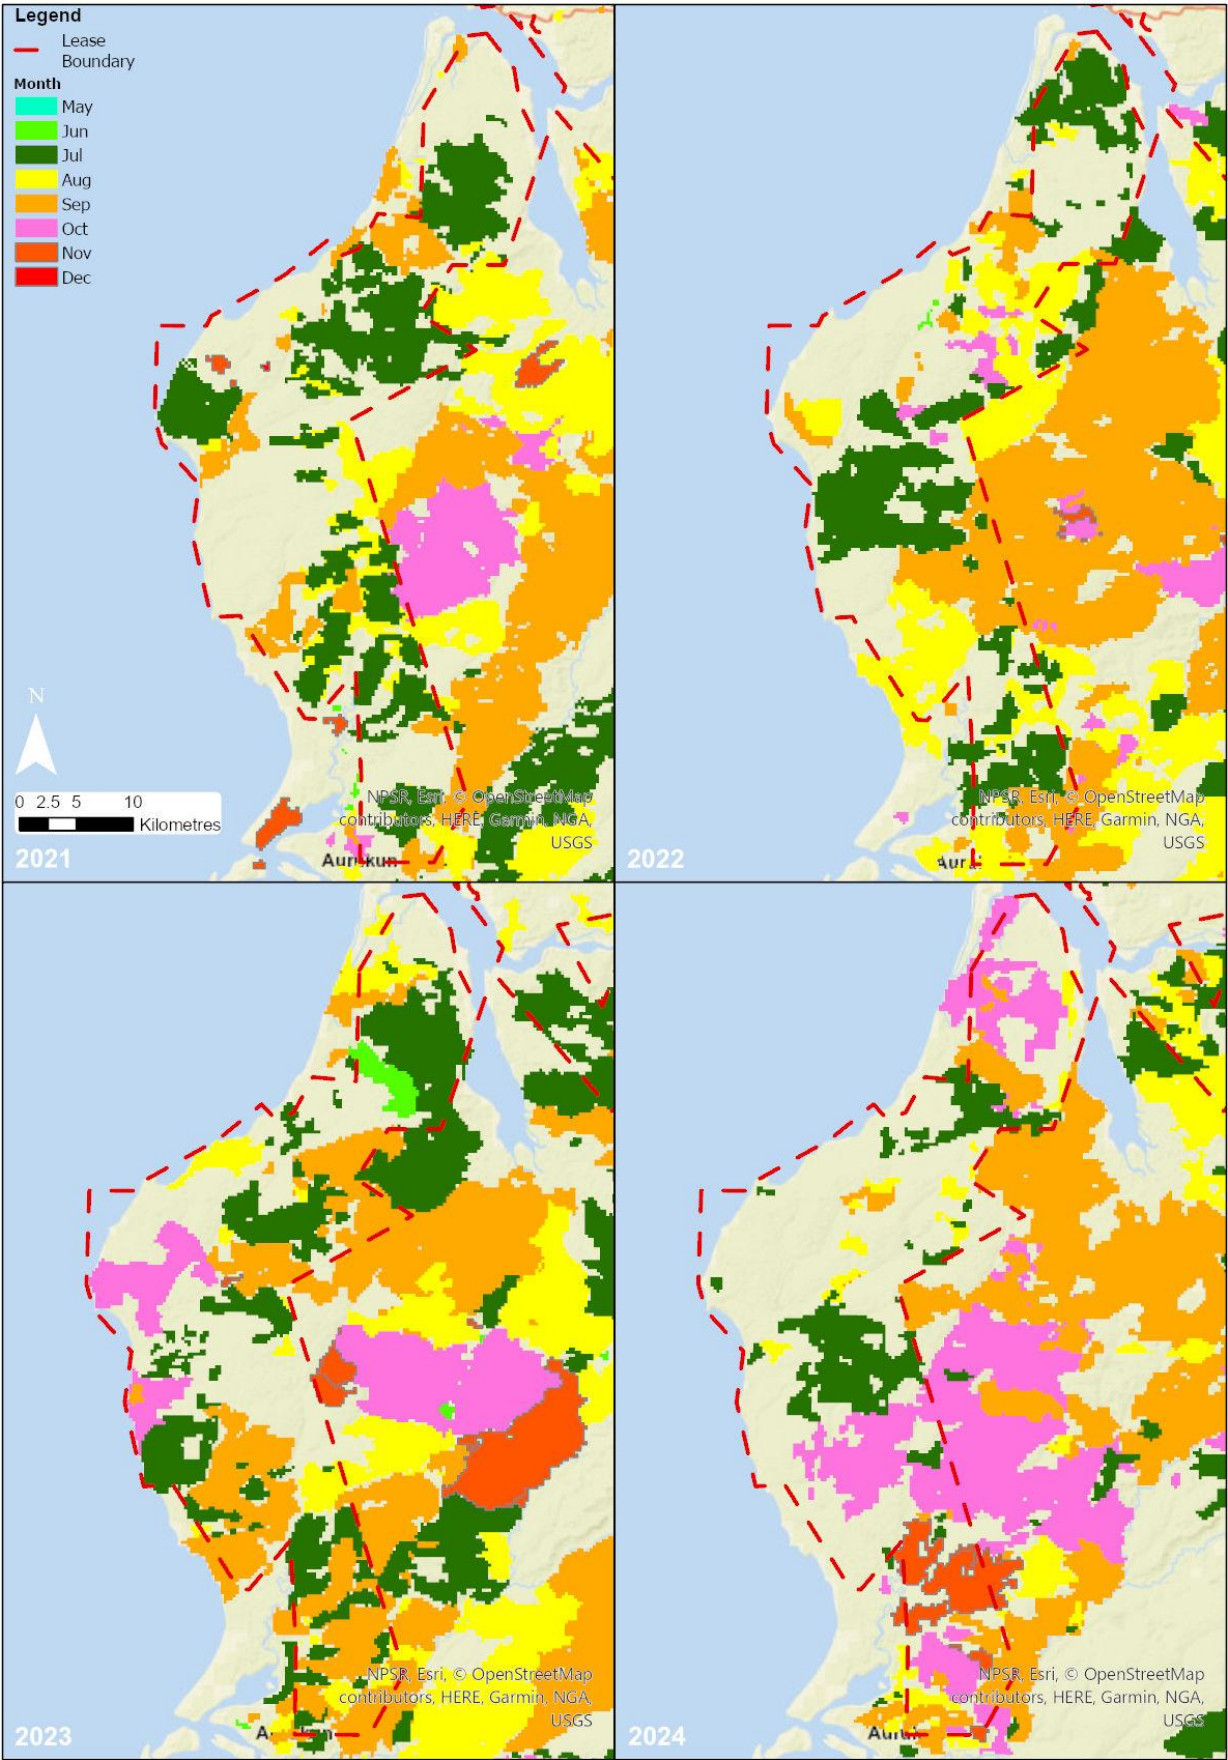 Legend
Lease
Boundary
Month
May
Jun
Jul
Aug
Sep
Oct
Nov
Dec
N
0 2.5 5 10
Kilometres
NPSR, Esri, © OpenStreetMap
contributors, HERE, Garmin, NGA,
USGS
2021
Aurukun
NPSR, Esri, © OpenStreetMap
contributors, HERE, Garmin, NGA,
USGS
2022
NPSR, Esri, © OpenStreetMap
contributors, HERE, Garmin, NGA,
USGS
2023
NPSR, Esri, © OpenStreetMap
contributors, HERE, Garmin, NGA,
USGS
2024